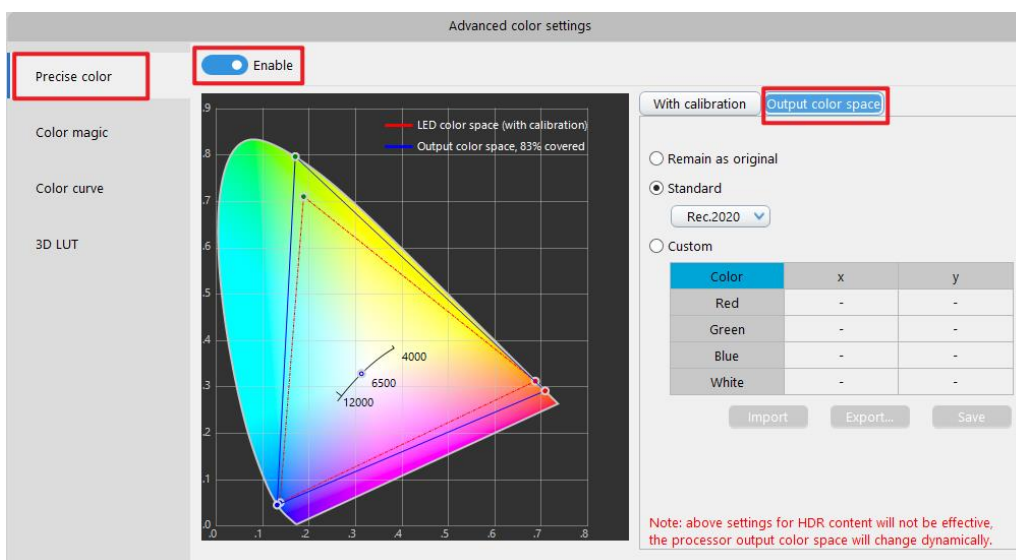 Advanced color settings
Precise color
Color magic
Color curve
3D LUT
Enable
.9
.8
.7
.6
.5
.4
.3
.2
.1
.0
.0
.1
.2
.3
.4
.5
.6
.7
.8
LED color space (with calibration)
Output color space, 83% covered
4000
6500
12000
With calibration
Output color space
Remain as original
Standard
Rec.2020
Custom
Color x y
Red - -
Green - -
Blue - -
White - -
Import Export... Save
Note: above settings for HDR content will not be effective,
the processor output color space will change dynamically.